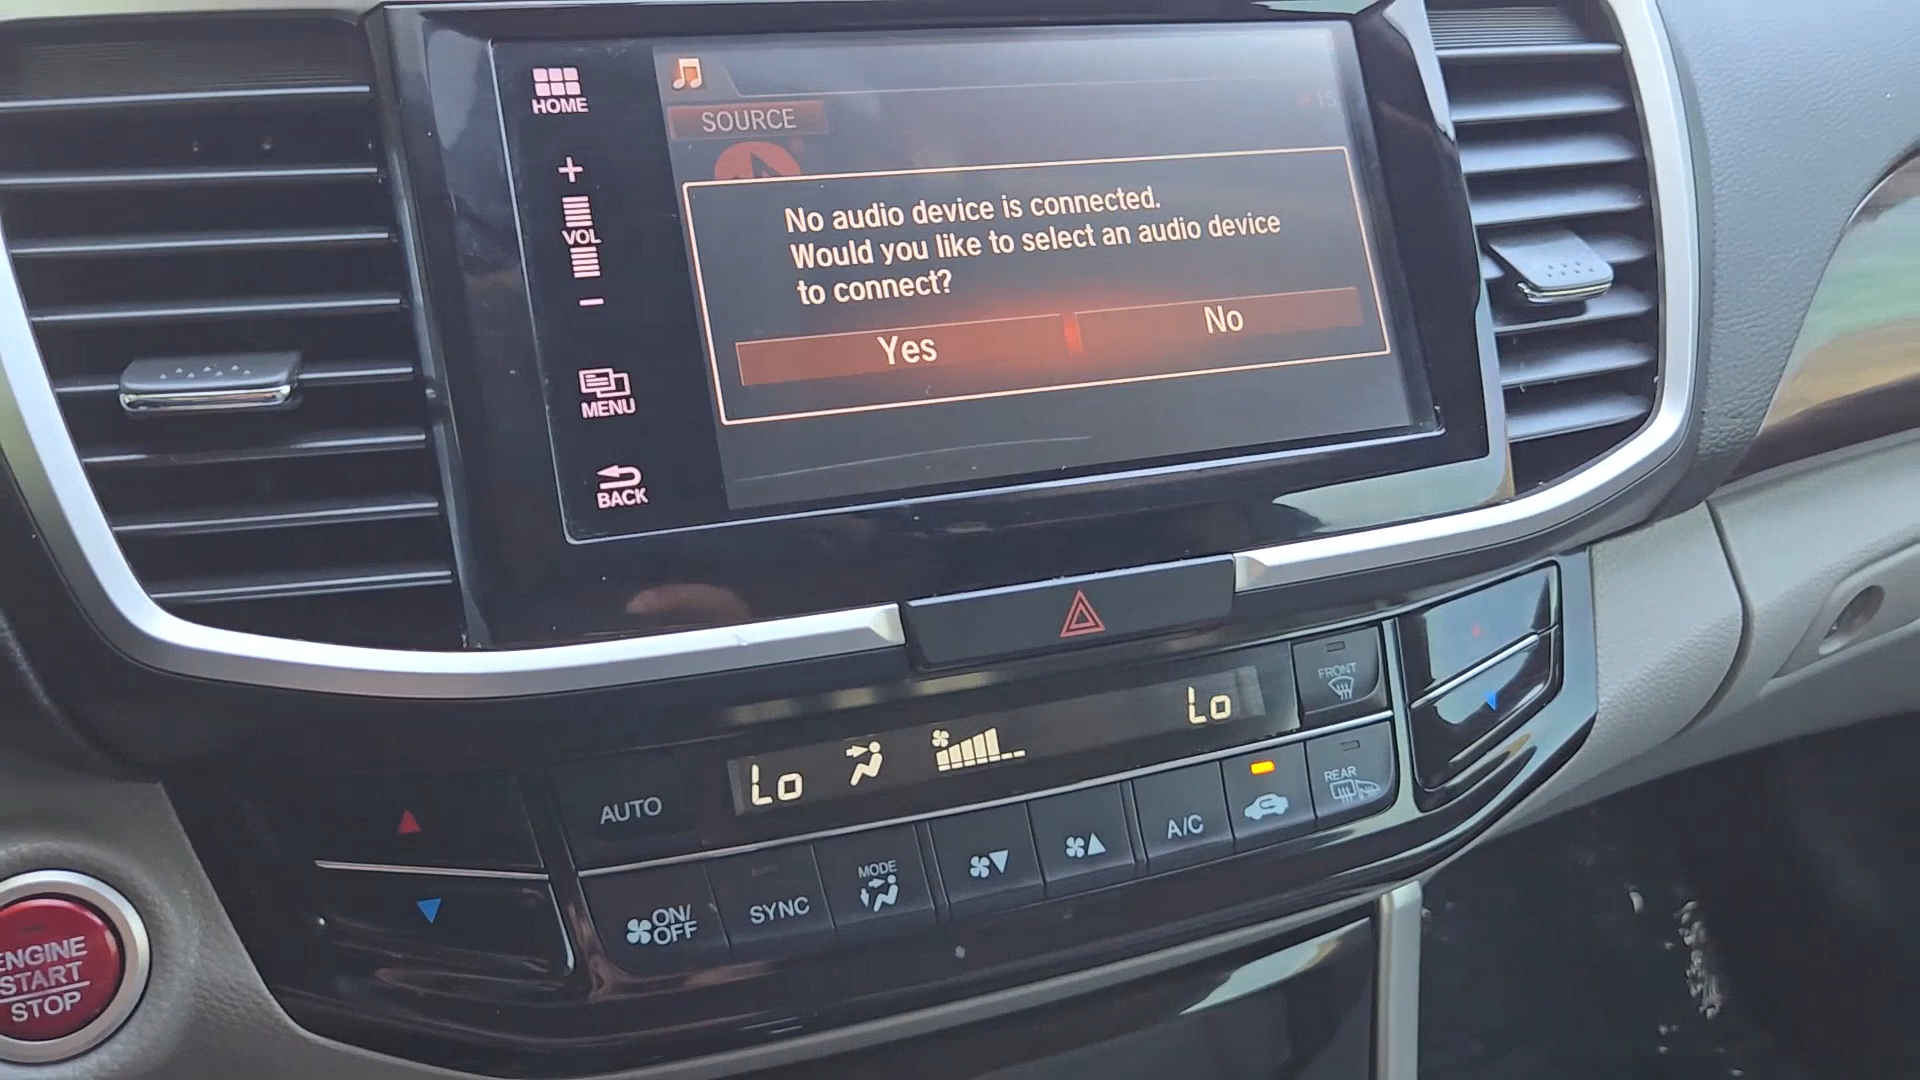 HOME
SOURCE
15
+
VOL
-
No audio device is connected.
Would you like to select an audio device
to connect?
Yes
No
MENU
BACK
Lo
Lo
FRONT
AUTO
ON/
OFF
SYNC
MODE
A/C
REAR
ENGINE
START
STOP